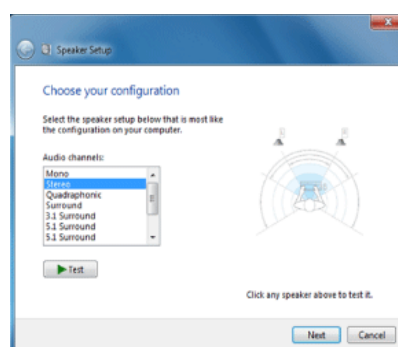 Speaker Setup
Choose your configuration
Select the speaker setup below that is most like
the configuration on your computer.
Audio channels:
Mono
Stereo
Quadraphonic
Surround
3.1 Surround
5.1 Surround
5.1 Surround
Test
Click any speaker above to test it.
Next
Cancel